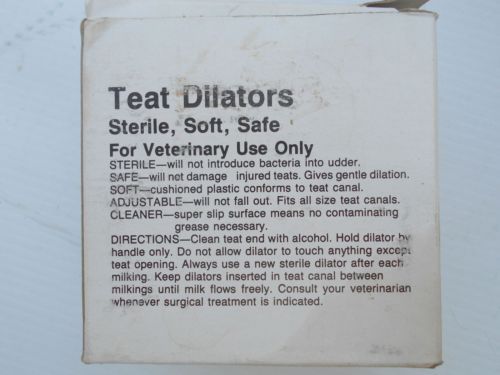 Teat Dilators
Sterile, Soft, Safe
For Veterinary Use Only
STERILE—will not introduce bacteria into udder.
SAFE—will not damage injured teats. Gives gentle dilation.
SOFT—cushioned plastic conforms to teat canal.
ADJUSTABLE—will not fall out. Fits all size teat canals.
CLEANER—super slip surface means no contaminating
grease necessary.
DIRECTIONS—Clean teat end with alcohol. Hold dilator by
handle only. Do not allow dilator to touch anything except
teat opening. Always use a new sterile dilator after each
milking. Keep dilators inserted in teat canal between
milkings until milk flows freely. Consult your veterinarian
whenever surgical treatment is indicated.